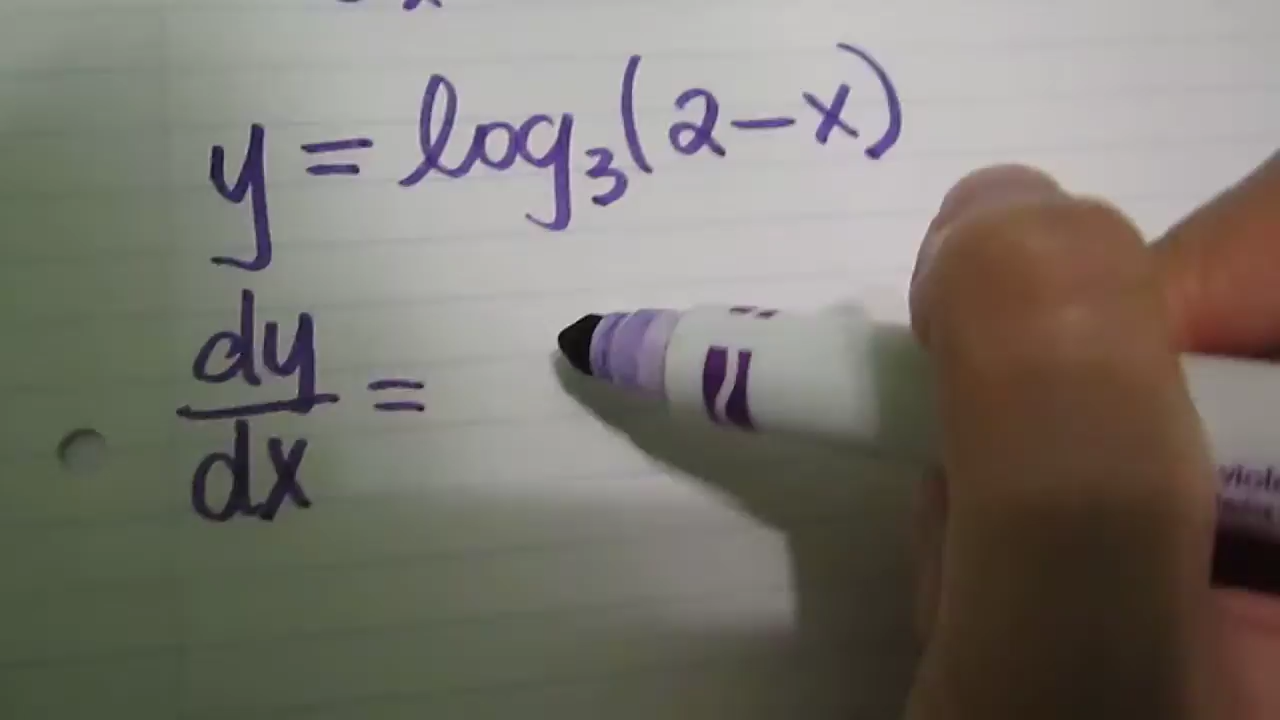 y = log₃(2-x)
dy/dx =